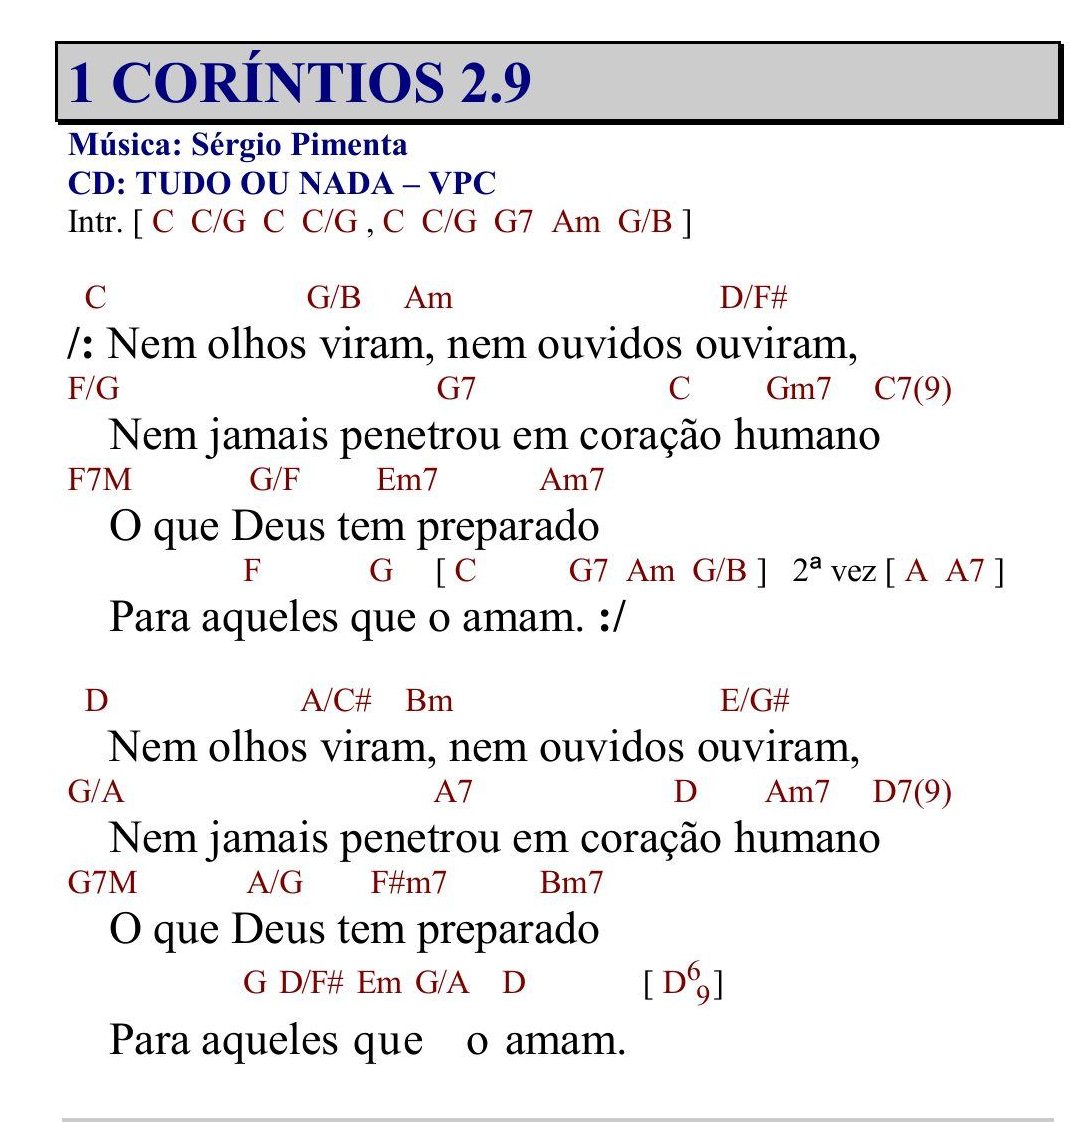 1 CORÍNTIOS 2.9
Música: Sérgio Pimenta
CD: TUDO OU NADA – VPC
Intr. [ C C/G C C/G , C C/G G7 Am G/B ]
C G/B Am D/F#
/: Nem olhos viram, nem ouvidos ouviram,
F/G G7 C Gm7 C7(9)
Nem jamais penetrou em coração humano
F7M G/F Em7 Am7
O que Deus tem preparado
F G [ C G7 Am G/B ] 2ª vez [ A A7 ]
Para aqueles que o amam. :/
D A/C# Bm E/G#
Nem olhos viram, nem ouvidos ouviram,
G/A A7 D Am7 D7(9)
Nem jamais penetrou em coração humano
G7M A/G F#m7 Bm7
O que Deus tem preparado
G D/F# Em G/A D [ D⁶₉]
Para aqueles que o amam.